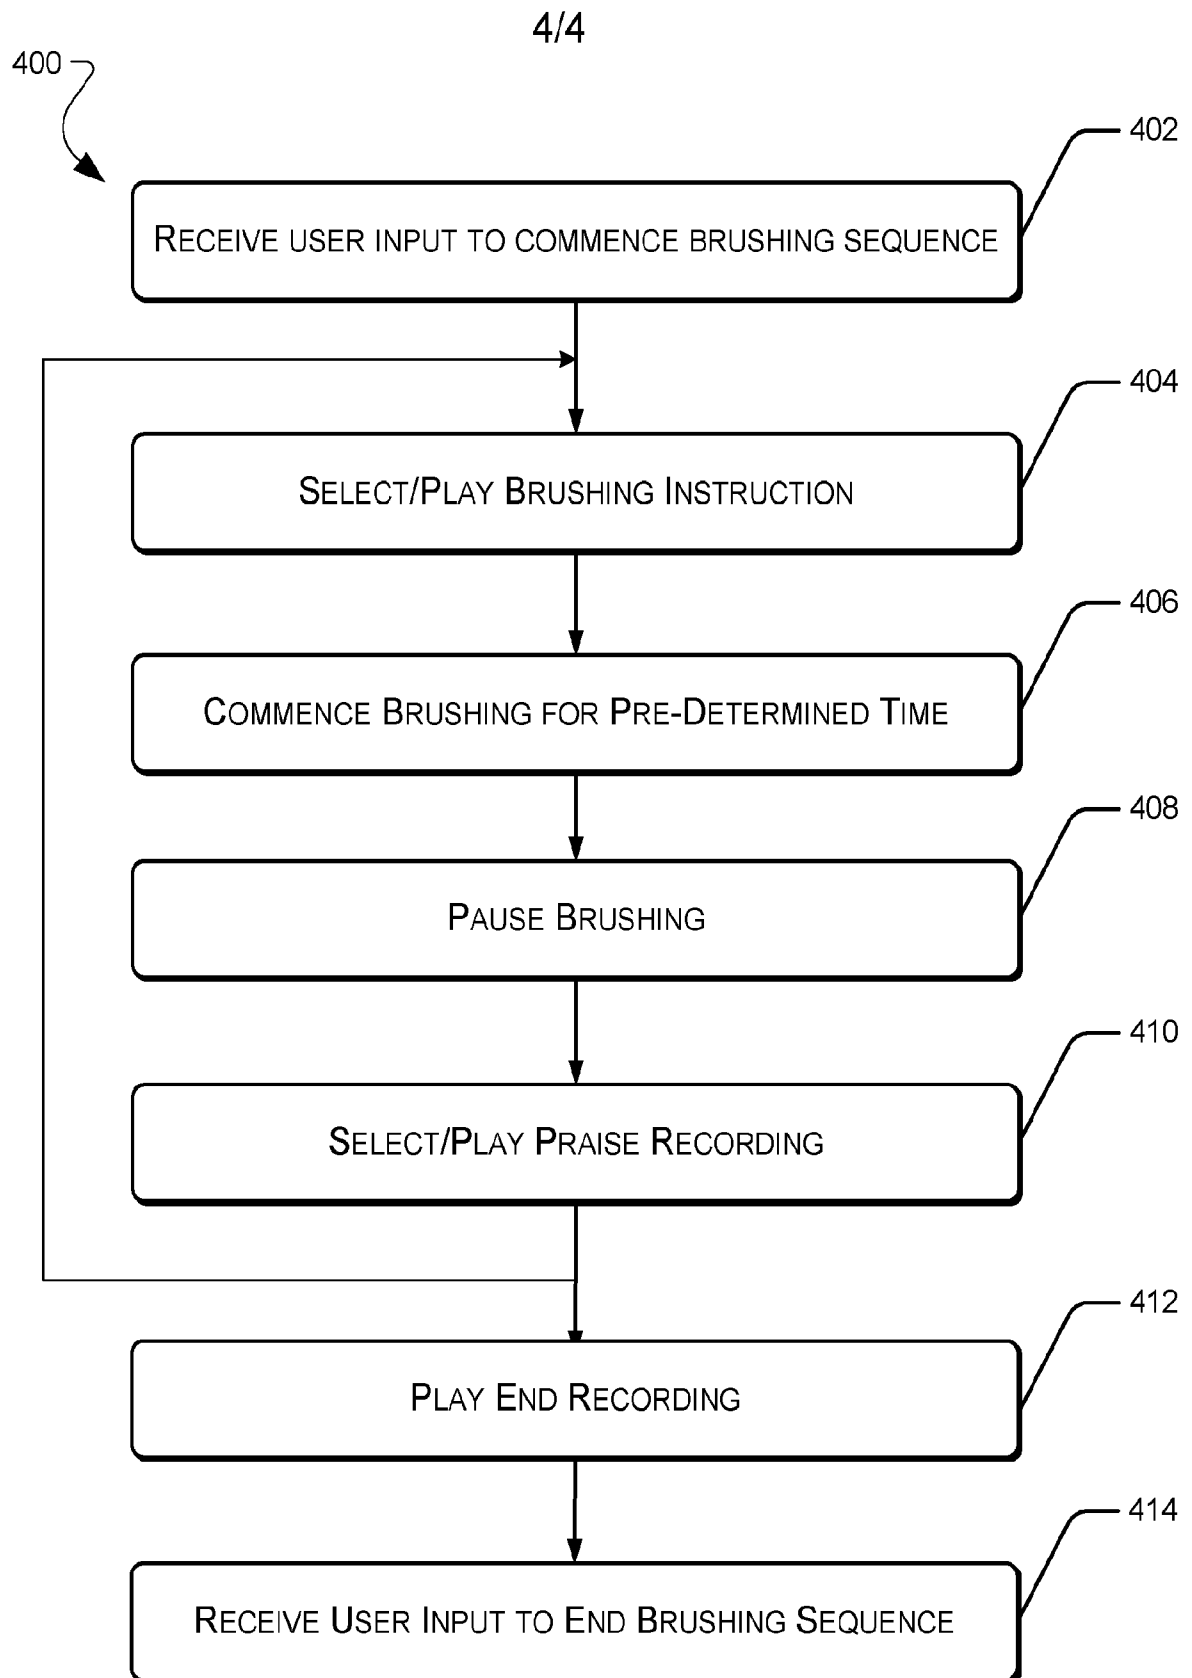 4/4
400
402
RECEIVE USER INPUT TO COMMENCE BRUSHING SEQUENCE
404
SELECT/PLAY BRUSHING INSTRUCTION
406
COMMENCE BRUSHING FOR PRE-DETERMINED TIME
408
PAUSE BRUSHING
410
SELECT/PLAY PRAISE RECORDING
412
PLAY END RECORDING
414
RECEIVE USER INPUT TO END BRUSHING SEQUENCE